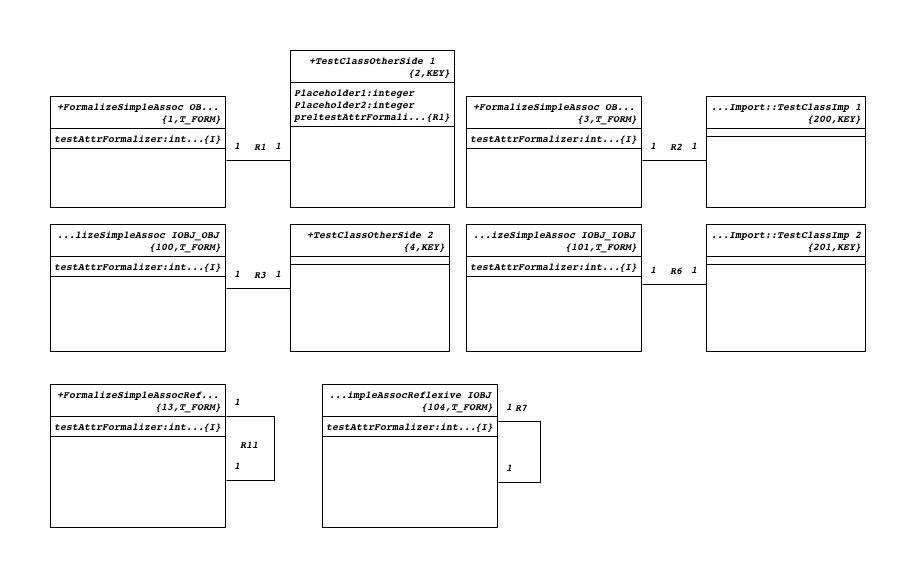 +TestClassOtherSide 1
{2,KEY}
Placeholder1:integer
Placeholder2:integer
preltestAttrFormali...{R1}
+FormalizeSimpleAssoc OB...
{1,T_FORM}
testAttrFormalizer:int...{I}
1 R1 1
+FormalizeSimpleAssoc OB...
{3,T_FORM}
testAttrFormalizer:int...{I}
1 R2 1
...Import::TestClassImp 1
{200,KEY}
...lizeSimpleAssoc IOBJ_OBJ
{100,T_FORM}
testAttrFormalizer:int...{I}
1 R3 1
+TestClassOtherSide 2
{4,KEY}
...izeSimpleAssoc IOBJ_IOBJ
{101,T_FORM}
testAttrFormalizer:int...{I}
1 R6 1
...Import::TestClassImp 2
{201,KEY}
+FormalizeSimpleAssocRef...
{13,T_FORM}
testAttrFormalizer:int...{I}
1
R11
1
...impleAssocReflexive IOBJ
{104,T_FORM}
testAttrFormalizer:int...{I}
1 R7
1